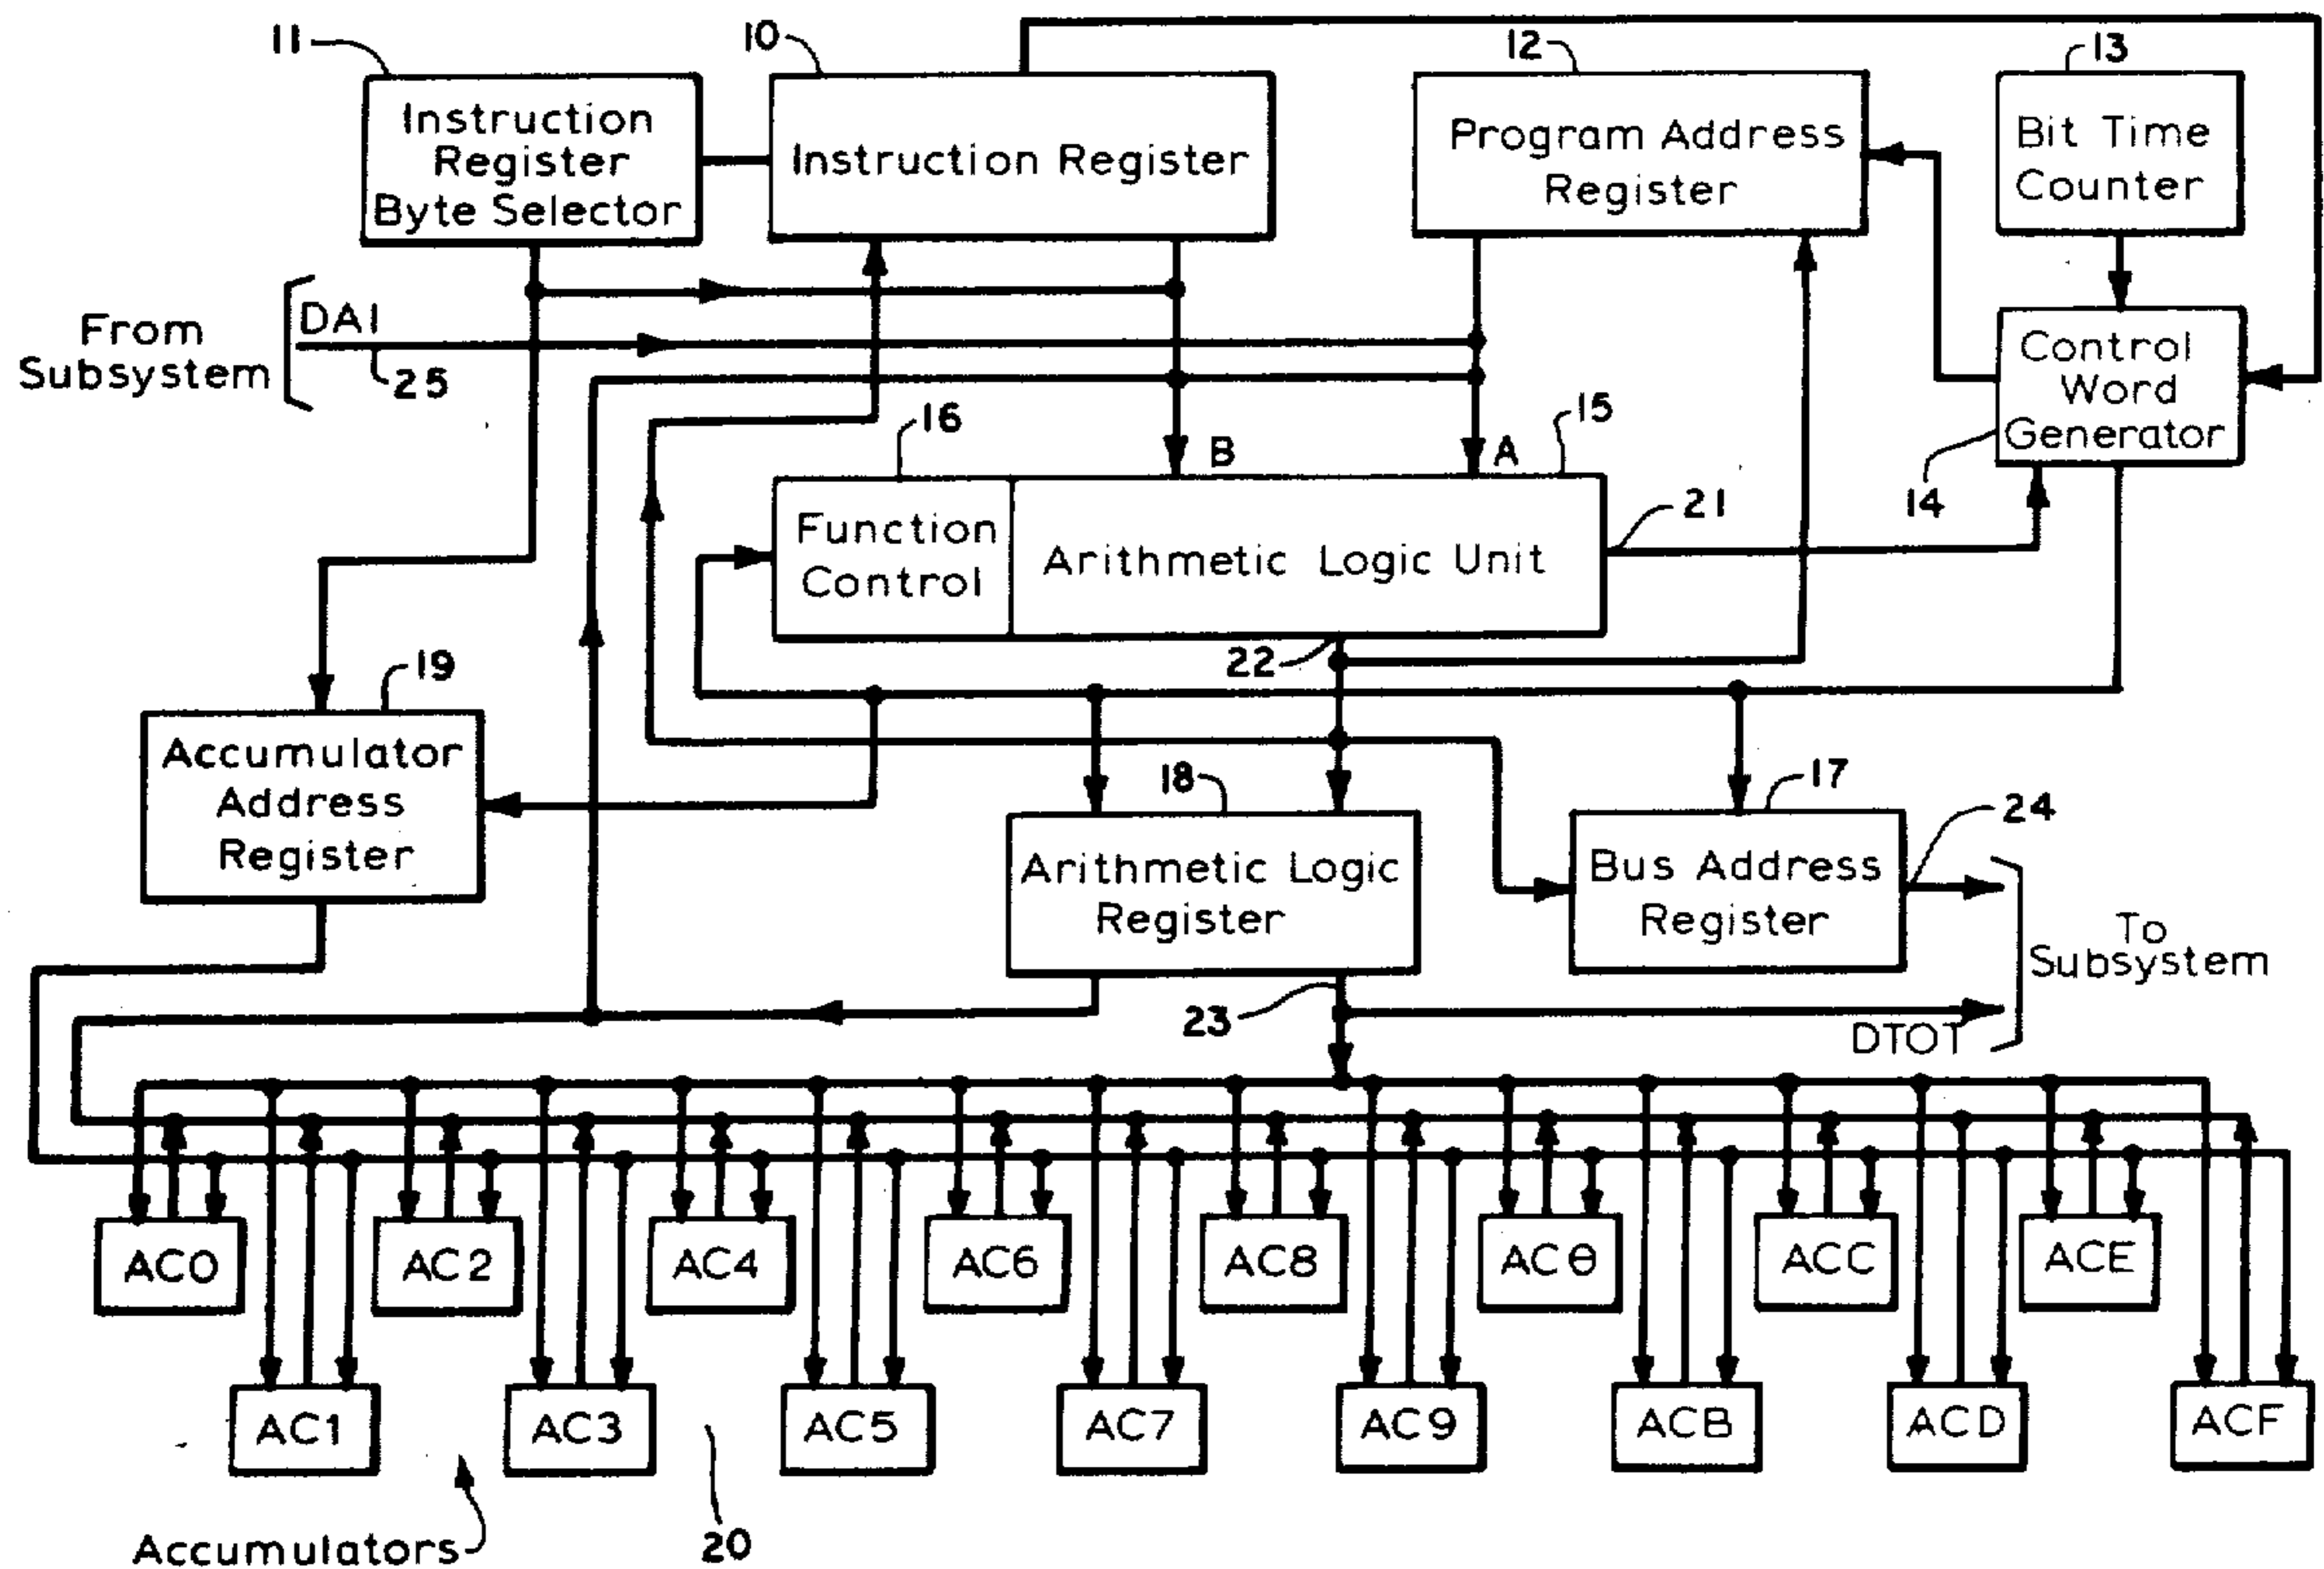 11
10
12
13
Instruction
Register
Byte Selector
Instruction Register
Program Address
Register
Bit Time
Counter
From
Subsystem
DAI
25
Control
Word
Generator
14
16
15
B
A
Function
Control
Arithmetic Logic Unit
21
22
19
Accumulator
Address
Register
18
17
24
Arithmetic Logic
Register
Bus Address
Register
To
Subsystem
23
DTOT
AC0
AC2
AC4
AC6
AC8
ACθ
ACC
ACE
AC1
AC3
AC5
AC7
AC9
ACB
ACD
ACF
Accumulators
20